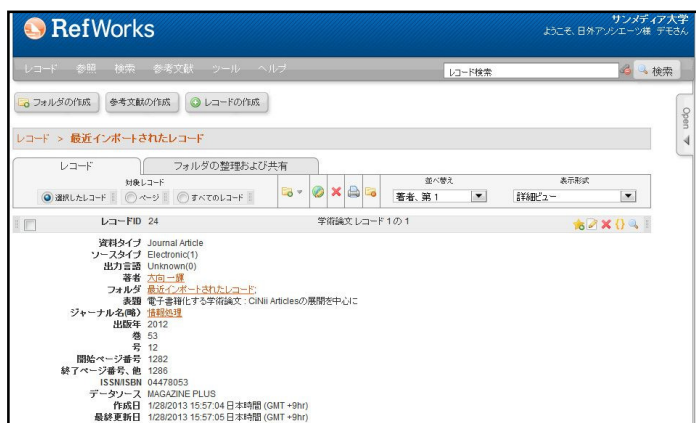 RefWorks
サンメディア大学
ようこそ、日外アソシエーツ様 デモさん
レコード 参照 検索 参考文献 ツール ヘルプ
レコード検索
検索
フォルダの作成 参考文献の作成 レコードの作成
Open
レコード > 最近インポートされたレコード
レコード フォルダの整理および共有
対象レコード 並べ替え 表示形式
選択したレコード ページ すべてのレコード 著者、第 1 詳細ビュー
レコードID 24 学術論文 レコード 1 の 1
資料タイプ Journal Article
ソースタイプ Electronic(1)
出力言語 Unknown(0)
著者 大向 一輝
フォルダ 最近インポートされたレコード;
表題 電子書籍化する学術論文 : CiNii Articlesの展開を中心に
ジャーナル名(略) 情報処理
出版年 2012
巻 53
号 12
開始ページ番号 1282
終了ページ番号、他 1286
ISSN/ISBN 04478053
データソース MAGAZINE PLUS
作成日 1/28/2013 15:57:04 日本時間 (GMT +9hr)
最終更新日 1/28/2013 15:57:05 日本時間 (GMT +9hr)